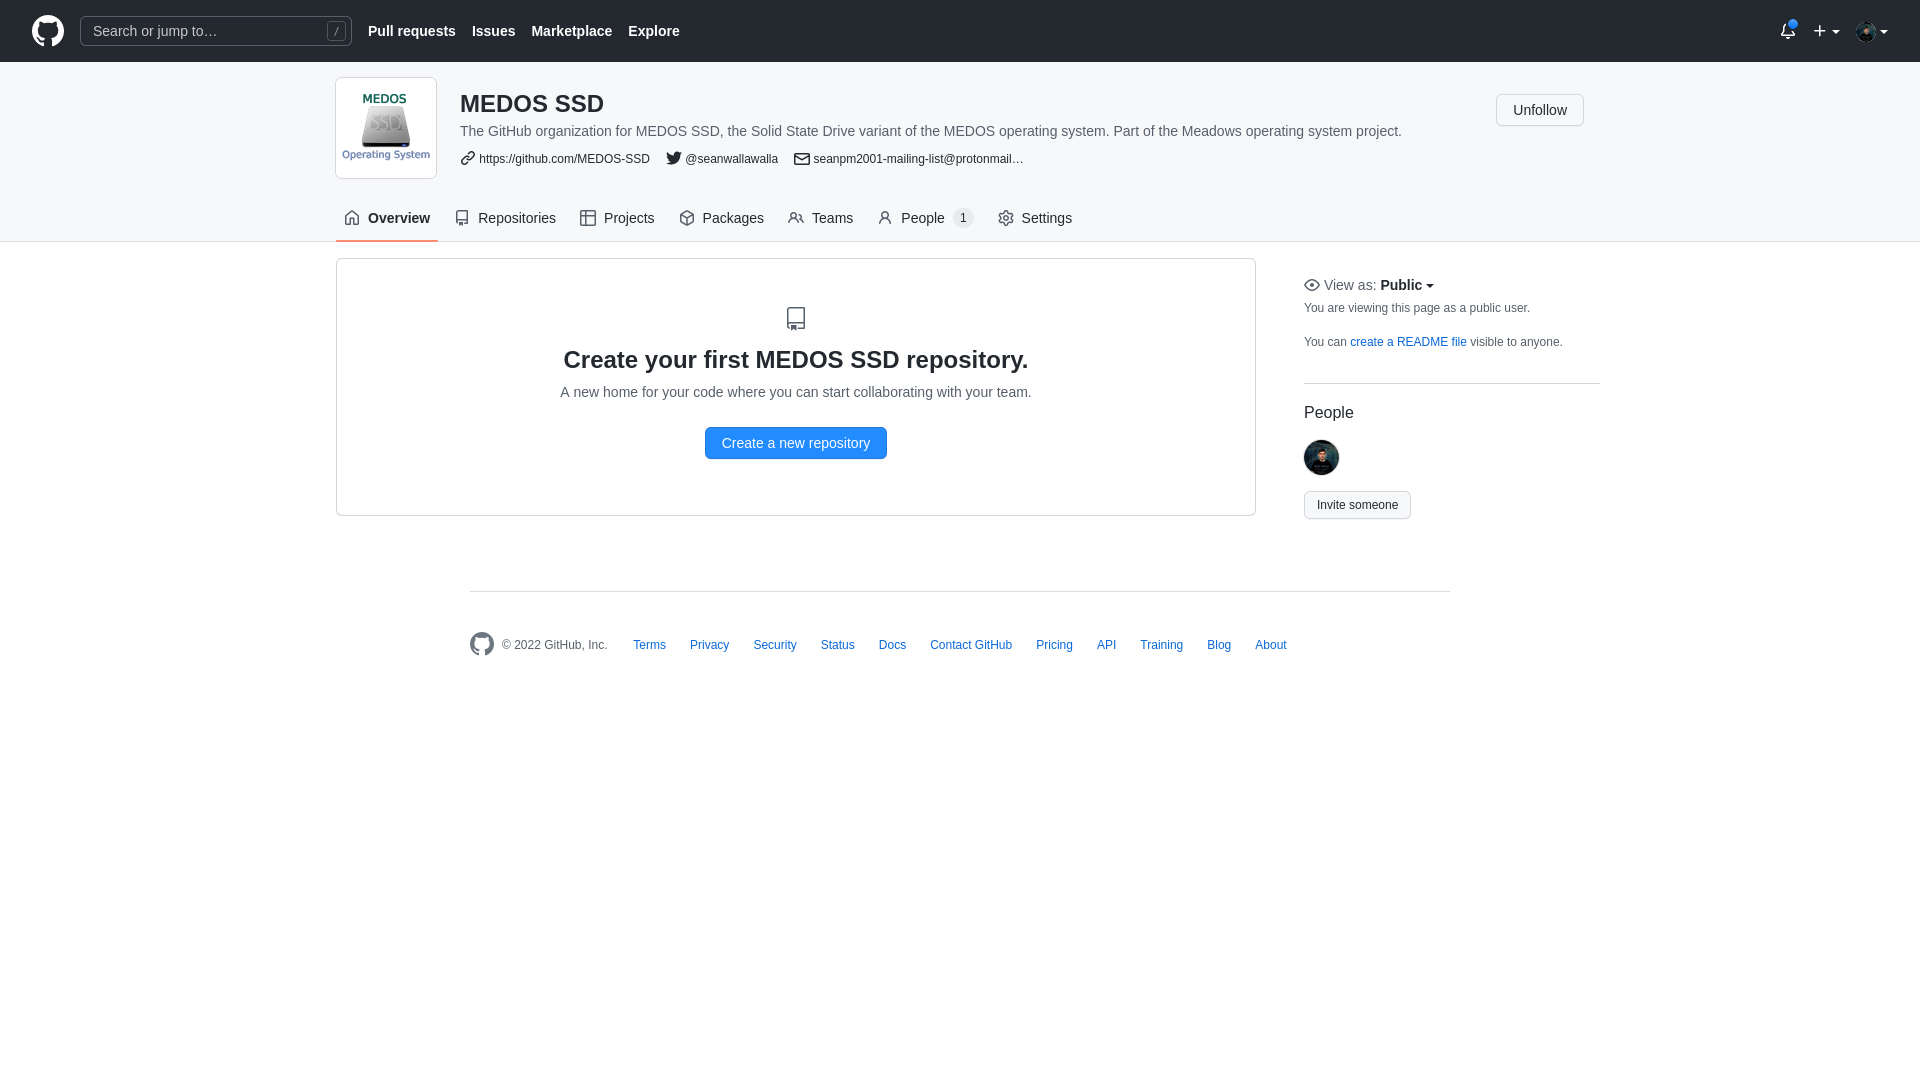 Search or jump to… /
Pull requests
Issues
Marketplace
Explore
MEDOS
SSD
Operating System
MEDOS SSD
The GitHub organization for MEDOS SSD, the Solid State Drive variant of the MEDOS operating system. Part of the Meadows operating system project.
https://github.com/MEDOS-SSD
@seanwallawalla
seanpm2001-mailing-list@protonmail…
Unfollow
Overview
Repositories
Projects
Packages
Teams
People 1
Settings
Create your first MEDOS SSD repository.
A new home for your code where you can start collaborating with your team.
Create a new repository
View as: Public
You are viewing this page as a public user.
You can create a README file visible to anyone.
People
Invite someone
© 2022 GitHub, Inc.
Terms
Privacy
Security
Status
Docs
Contact GitHub
Pricing
API
Training
Blog
About